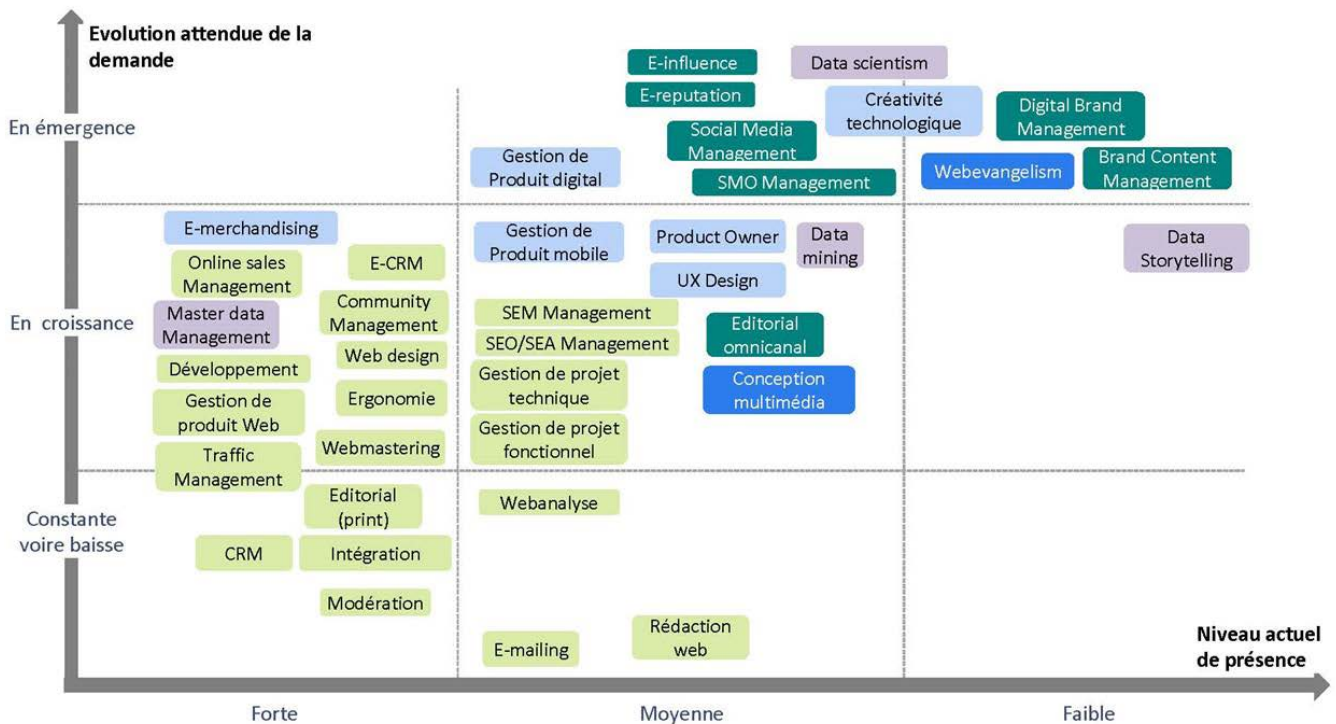 Evolution attendue de la
demande
En émergence
E-influence
Data scientism
E-reputation
Créativité
technologique
Digital Brand
Management
Social Media
Management
Gestion de
Produit digital
Webevangelism
Brand Content
Management
SMO Management
E-merchandising
Gestion de
Produit mobile
Product Owner
Data
mining
Data
Storytelling
Online sales
Management
E-CRM
UX Design
En croissance
Master data
Management
Community
Management
SEM Management
Editorial
omnicanal
SEO/SEA Management
Développement
Web design
Gestion de projet
technique
Conception
multimédia
Gestion de
produit Web
Ergonomie
Gestion de projet
fonctionnel
Traffic
Management
Webmastering
Constante
voire baisse
Editorial
(print)
Webanalyse
CRM
Intégration
Modération
E-mailing
Rédaction
web
Niveau actuel
de présence
Forte
Moyenne
Faible